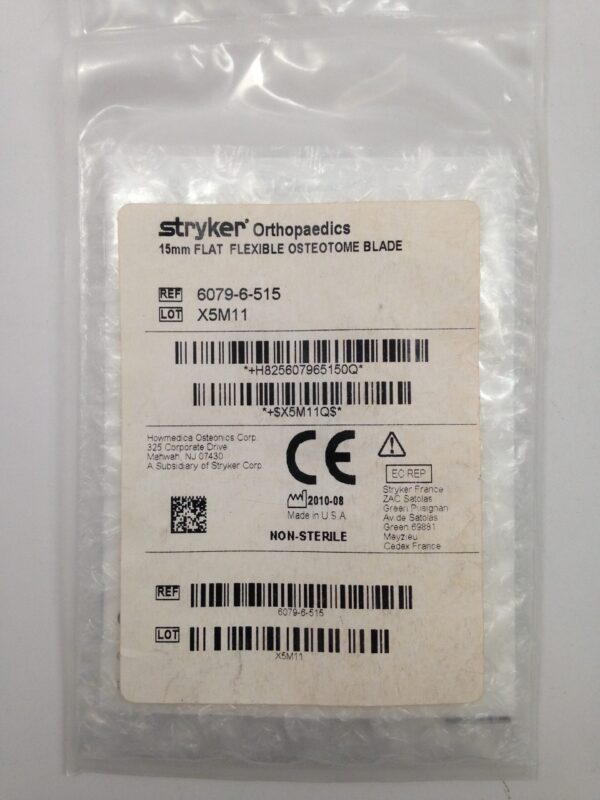 stryker® Orthopaedics
15mm FLAT FLEXIBLE OSTEOTOME BLADE
REF 6079-6-515
LOT X5M11
*+H825607965150Q*
*+$X5M11Q$*
Howmedica Osteonics Corp.
325 Corporate Drive
Mahwah, NJ 07430
A Subsidiary of Stryker Corp.
CE
2010-08
Made in U.S.A.
NON-STERILE
EC REP
Stryker France
ZAC Satolas
Green Pusignan
Av.de Satolas
Green 69881
Meyzieu
Cedex France
REF
6079-6-515
LOT
X5M11